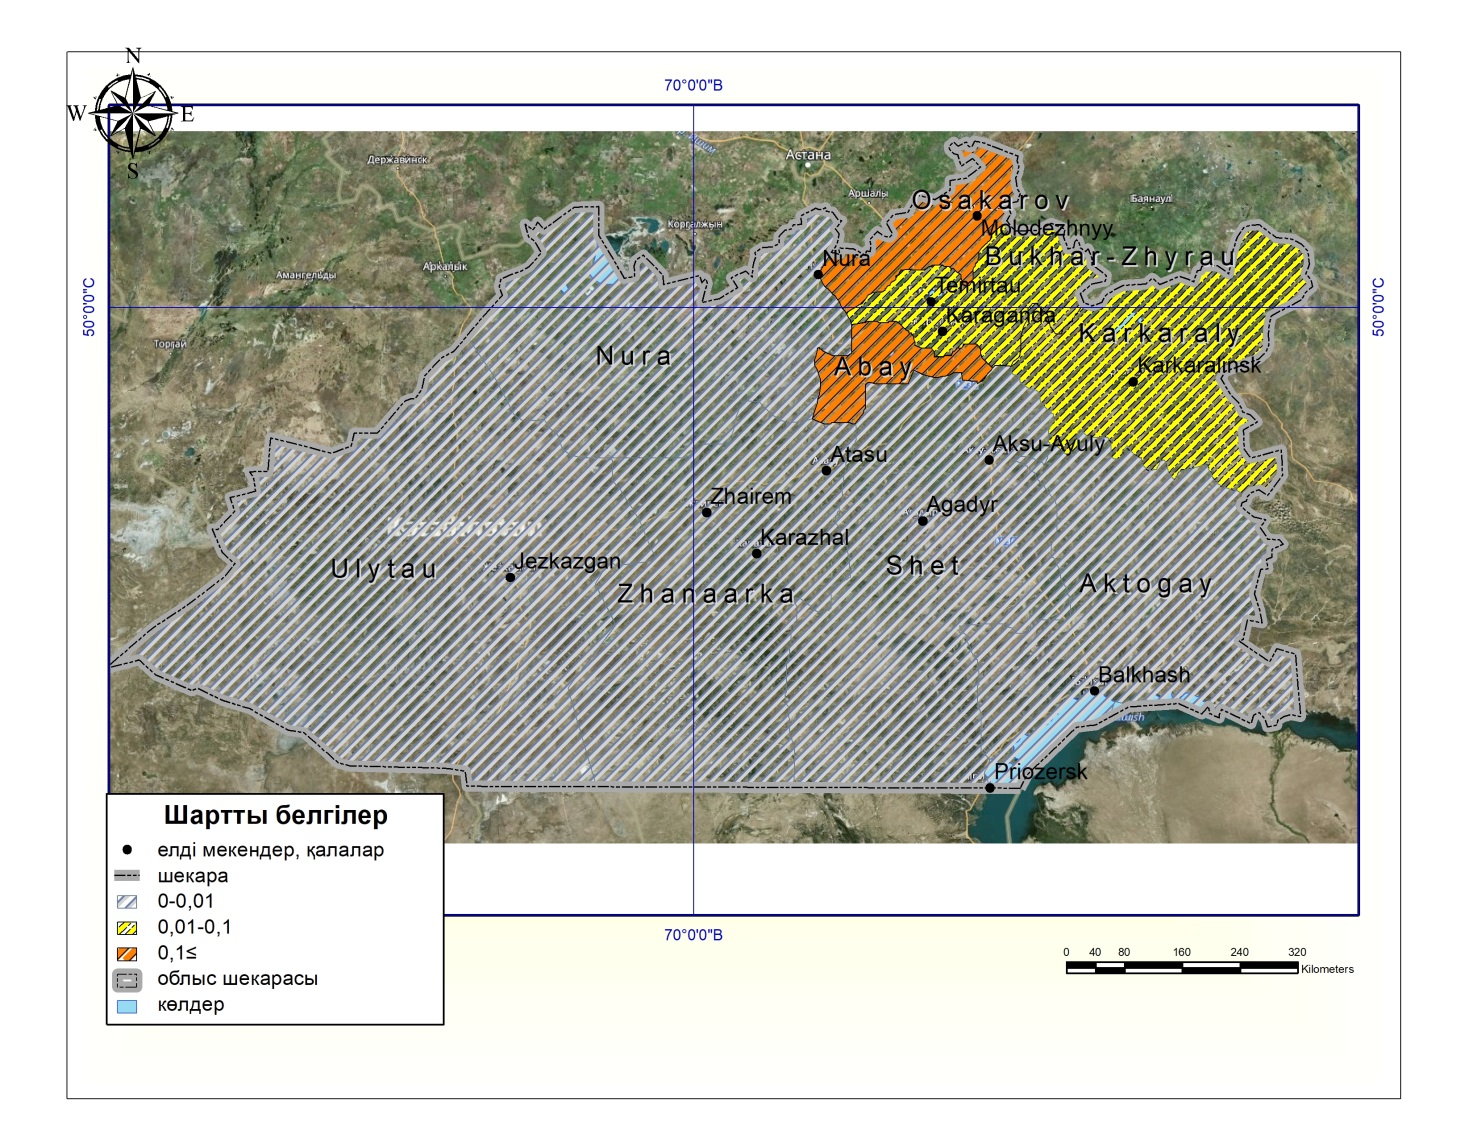 N
W E
S
70°0'0"В
Астана
Державинск
Аршалы
Баянаул
Osakarov
Коргалжын
Molodezhnyy
Bukhar-Zhyrau
Nura
Аркалык
Амангельды
Temirtau
50°0'0"С
50°0'0"С
Karaganda
Karkaraly
Торгай
Nura
Abay
Karkaralinsk
Aksu-Ayuly
Atasu
Zhairem
Agadyr
Karazhal
Jezkazgan
Shet
Ulytau
Zhanaarka
Aktogay
Balkhash
Priozersk
Шартты белгілер
елді мекендер, қалалар
шекара
0-0,01
0,01-0,1
0,1≤
облыс шекарасы
көлдер
70°0'0"В
0 40 80 160 240 320
Kilometers